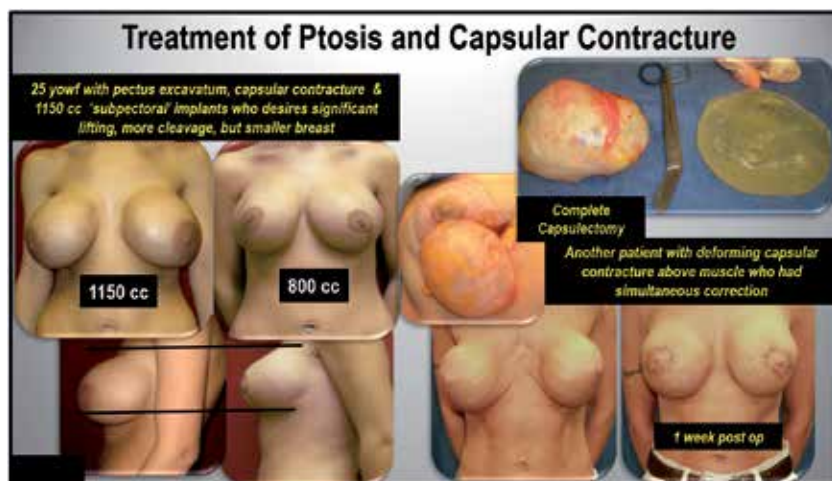 Treatment of Ptosis and Capsular Contracture
25 yowf with pectus excavatum, capsular contracture &
1150 cc 'subpectoral' implants who desires significant
lifting, more cleavage, but smaller breast
1150 cc
800 cc
Complete
Capsulectomy
Another patient with deforming capsular
contracture above muscle who had
simultaneous correction
1 week post op